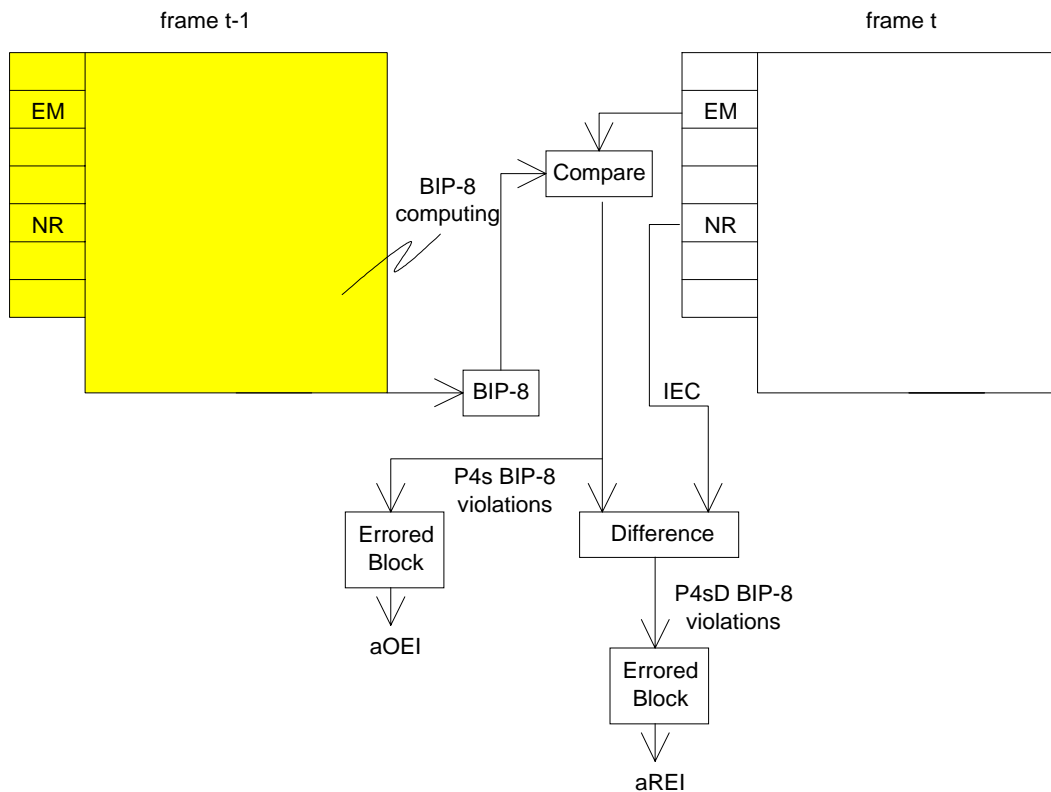 frame t-1
frame t
EM
EM
Compare
BIP-8
computing
NR
NR
BIP-8
IEC
P4s BIP-8
violations
Errored
Block
Difference
P4sD BIP-8
violations
aOEI
Errored
Block
aREI